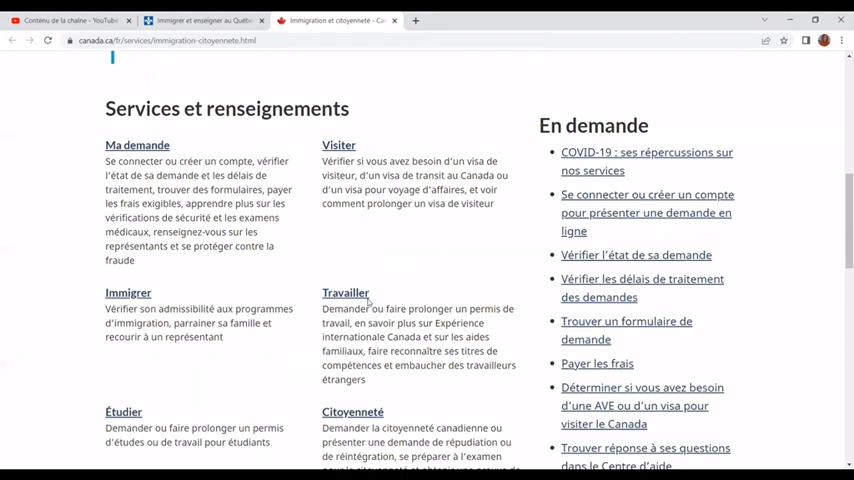 Contenu de la chaîne - YouTube
Immigrer et enseigner au Québe
Immigration et citoyenneté - Can
canada.ca/fr/services/immigration-citoyennete.html
Services et renseignements
Ma demande
Se connecter ou créer un compte, vérifier
l'état de sa demande et les délais de
traitement, trouver des formulaires, payer
les frais exigibles, apprendre plus sur les
vérifications de sécurité et les examens
médicaux, renseignez-vous sur les
représentants et se protéger contre la
fraude
Visiter
Vérifier si vous avez besoin d'un visa de
visiteur, d'un visa de transit au Canada ou
d'un visa pour voyage d'affaires, et voir
comment prolonger un visa de visiteur
Immigrer
Vérifier son admissibilité aux programmes
d'immigration, parrainer sa famille et
recourir à un représentant
Travailler
Demander ou faire prolonger un permis de
travail, en savoir plus sur Expérience
internationale Canada et sur les aides
familiaux, faire reconnaître ses titres de
compétences et embaucher des travailleurs
étrangers
Étudier
Demander ou faire prolonger un permis
d'études ou de travail pour étudiants
Citoyenneté
Demander la citoyenneté canadienne ou
présenter une demande de répudiation ou
de réintégration, se préparer à l'examen
En demande
COVID-19 : ses répercussions sur
nos services
Se connecter ou créer un compte
pour présenter une demande en
ligne
Vérifier l'état de sa demande
Vérifier les délais de traitement
des demandes
Trouver un formulaire de
demande
Payer les frais
Déterminer si vous avez besoin
d'une AVE ou d'un visa pour
visiter le Canada
Trouver réponse à ses questions
dans le Centre d'aide